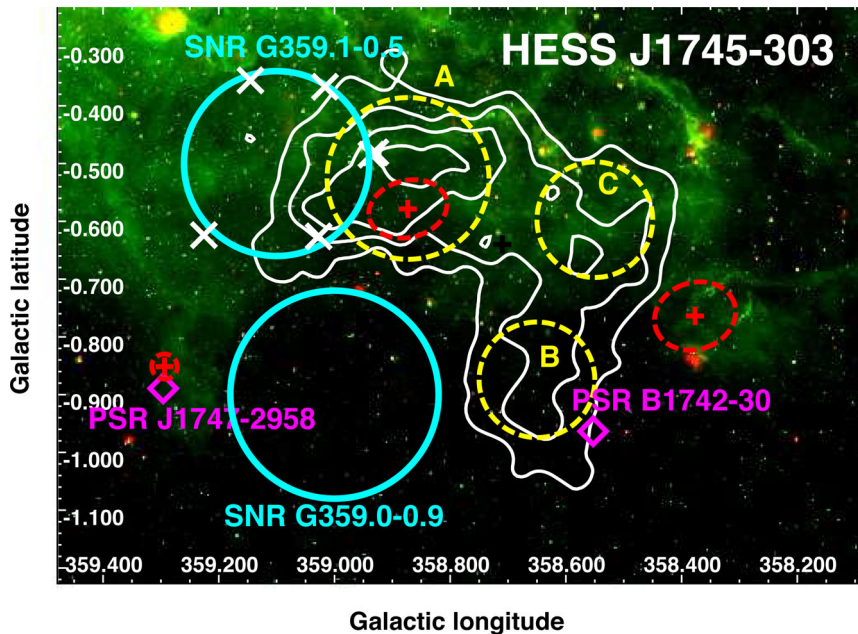 SNR G359.1-0.5
HESS J1745-303
A
C
B
PSR J1747-2958
PSR B1742-30
SNR G359.0-0.9
-0.300
-0.400
-0.500
-0.600
-0.700
-0.800
-0.900
-1.000
-1.100
359.400 359.200 359.000 358.800 358.600 358.400 358.200
Galactic latitude
Galactic longitude